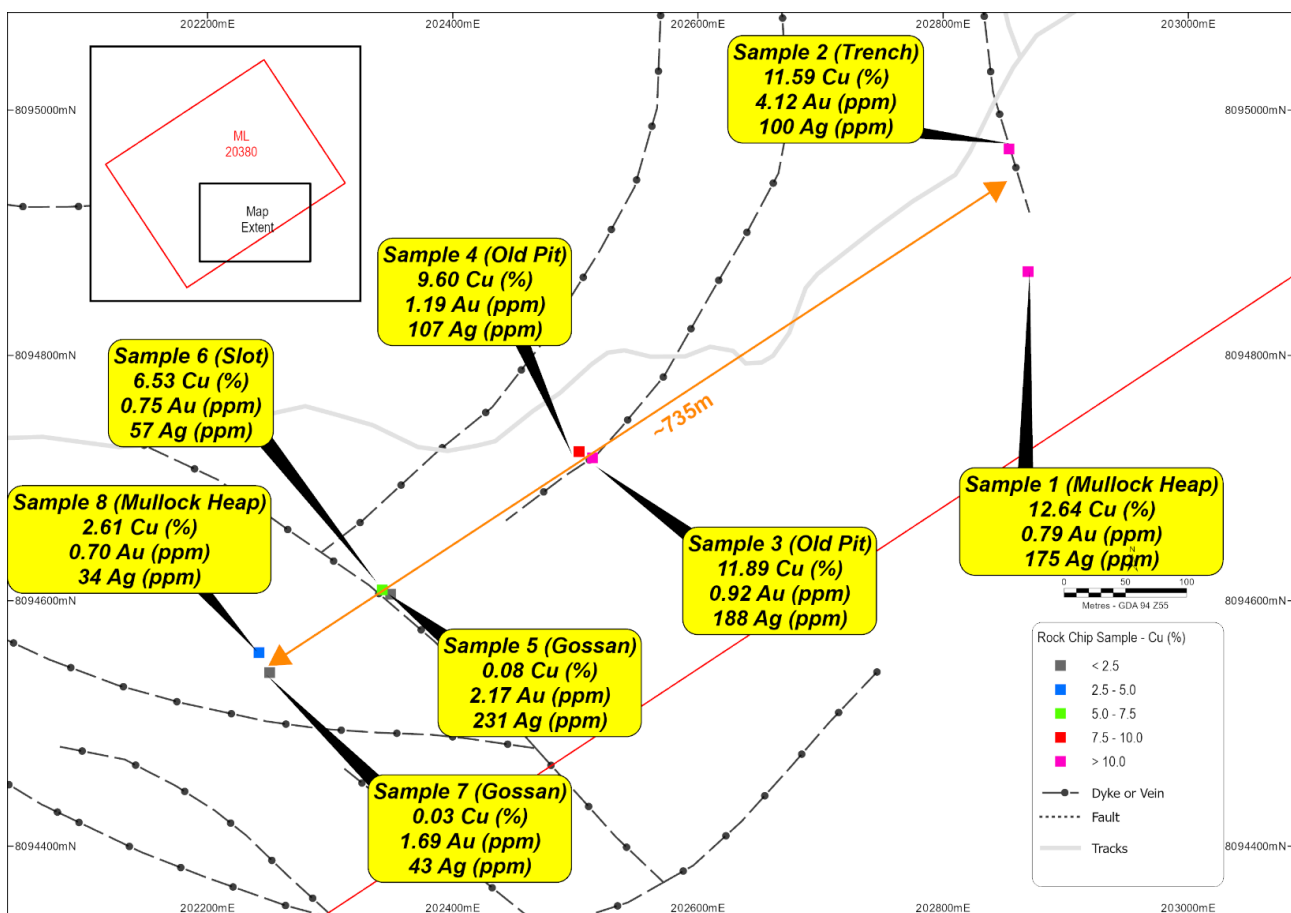 202200mE
202400mE
202600mE
202800mE
203000mE
8095000mN
8095000mN
8094800mN
8094800mN
8094600mN
8094600mN
8094400mN
8094400mN
ML
20380
Map
Extent
Sample 2 (Trench)
11.59 Cu (%)
4.12 Au (ppm)
100 Ag (ppm)
Sample 4 (Old Pit)
9.60 Cu (%)
1.19 Au (ppm)
107 Ag (ppm)
Sample 6 (Slot)
6.53 Cu (%)
0.75 Au (ppm)
57 Ag (ppm)
~735m
Sample 8 (Mullock Heap)
2.61 Cu (%)
0.70 Au (ppm)
34 Ag (ppm)
Sample 1 (Mullock Heap)
12.64 Cu (%)
0.79 Au (ppm)
175 Ag (ppm)
Sample 3 (Old Pit)
11.89 Cu (%)
0.92 Au (ppm)
188 Ag (ppm)
Sample 5 (Gossan)
0.08 Cu (%)
2.17 Au (ppm)
231 Ag (ppm)
Sample 7 (Gossan)
0.03 Cu (%)
1.69 Au (ppm)
43 Ag (ppm)
N
0 50 100
Metres - GDA 94 Z55
Rock Chip Sample - Cu (%)
< 2.5
2.5 - 5.0
5.0 - 7.5
7.5 - 10.0
> 10.0
Dyke or Vein
Fault
Tracks
202200mE
202400mE
202600mE
202800mE
203000mE